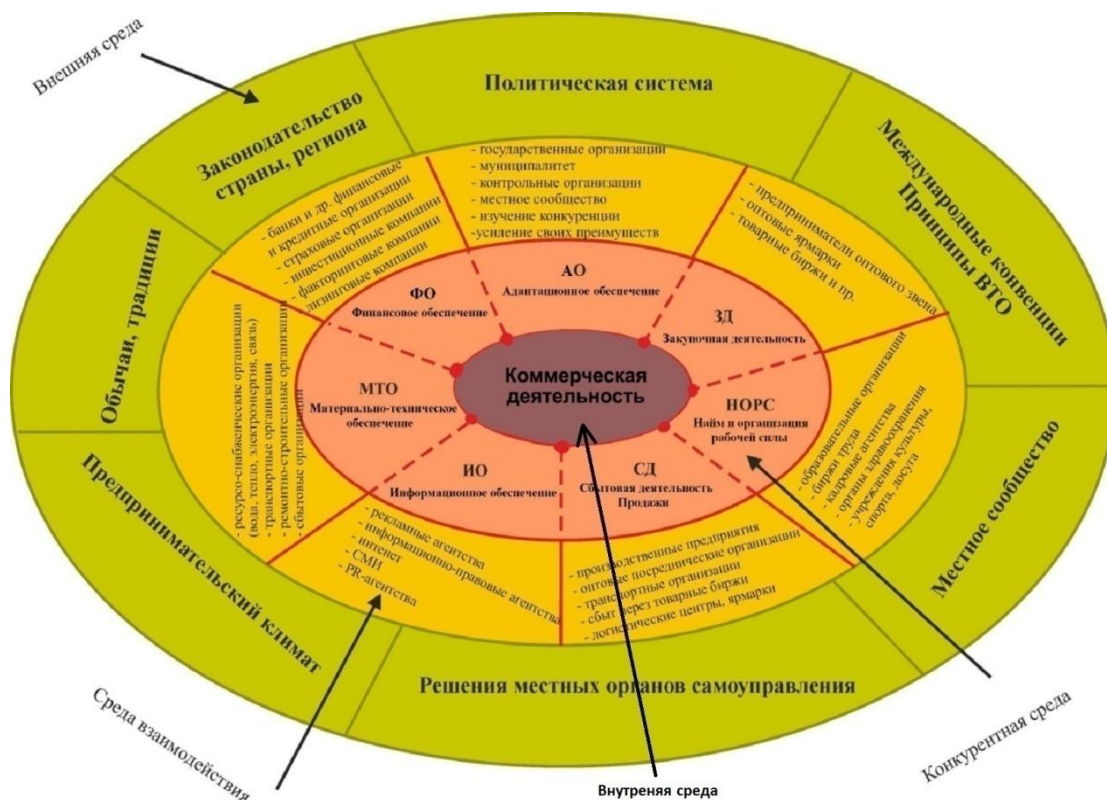 Внешняя среда
Политическая система
Законодательство
страны, региона
Международные конвенции
Принципы ВТО
Обычаи, традиции
Местное сообщество
Предпринимательский климат
Решения местных органов самоуправления
- государственные организации
- муниципалитет
- контрольные организации
- местное сообщество
- изучение конкуренции
-усиление своих преимуществ
- банки и др. финансовые
и кредитные организации
- страховые организации
- инвестиционные компании
- факторинговые компании
- лизинговые компании
- предприниматели оптового звена
- оптовые ярмарки
- товарные биржи и пр.
- ресурсо-снабженческие организации
(вода, тепло, электроэнергия, связь)
- транспортные организации
- ремонтно-строительные организации
- сбытовые организации
- образовательные организации
- биржи труда
- кадровые агентства
- органы здравоохранения
- учреждения культуры,
спорта, досуга
- рекламные агентства
- информационно-правовые агентства
- интенет
- СМИ
- PR-агентства
- производственные предприятия
- оптовые посреднические организации
- транспортные организации
- сбыт через товарные биржи
- логистические центры, ярмарки
АО
Адаптационное обеспечение
ФО
Финансовое обеспечение
ЗД
Закупочная деятельность
МТО
Материально-техническое
обеспечение
Коммерческая
деятельность
НОРС
Найм и организация
рабочей силы
ИО
Информационное обеспечение
СД
Сбытовая деятельность
Продажи
Среда взаимодействия
Внутреняя среда
Конкурентная среда